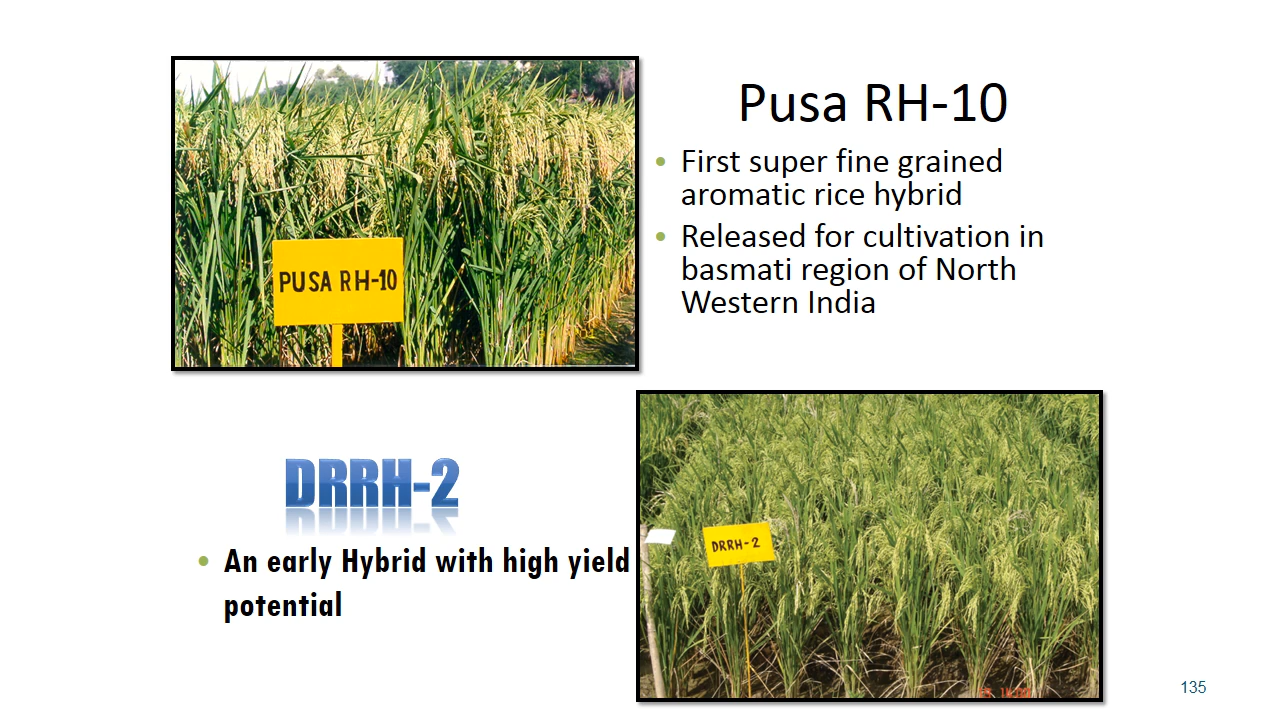 Pusa RH-10
• First super fine grained
aromatic rice hybrid
• Released for cultivation in
basmati region of North
Western India
PUSA RH-10
DRRH-2
• An early Hybrid with high yield
potential
DRRH-2
135